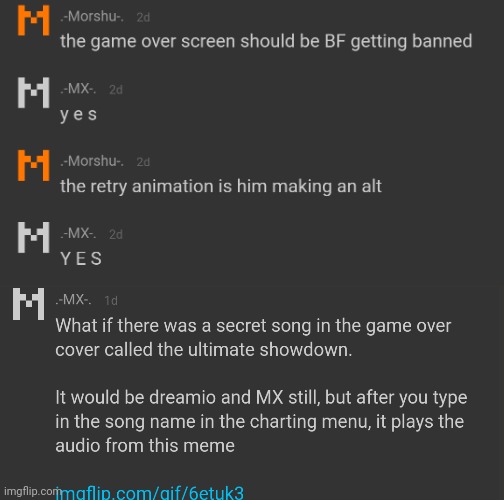 .-Morshu-. 2d
the game over screen should be BF getting banned
.-MX-. 2d
y e s
.-Morshu-. 2d
the retry animation is him making an alt
.-MX-. 2d
Y E S
.-MX-. 1d
What if there was a secret song in the game over
cover called the ultimate showdown.
It would be dreamio and MX still, but after you type
in the song name in the charting menu, it plays the
audio from this meme
imgflip.com/gif/6etuk3
imgflip.com